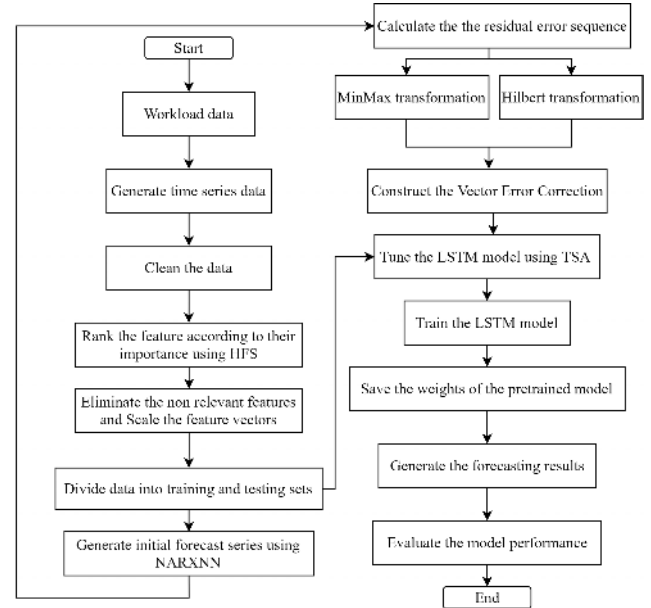 Start
Workload data
Generate time series data
Clean the data
Rank the feature according to their
importance using HFS
Eliminate the non relevant features
and Scale the feature vectors
Divide data into training and testing sets
Generate initial forecast series using
NARXNN
Calculate the the residual error sequence
MinMax transformation
Hilbert transformation
Construct the Vector Error Correction
Tune the LSTM model using TSA
Train the LSTM model
Save the weights of the pretrained model
Generate the forecasting results
Evaluate the model performance
End